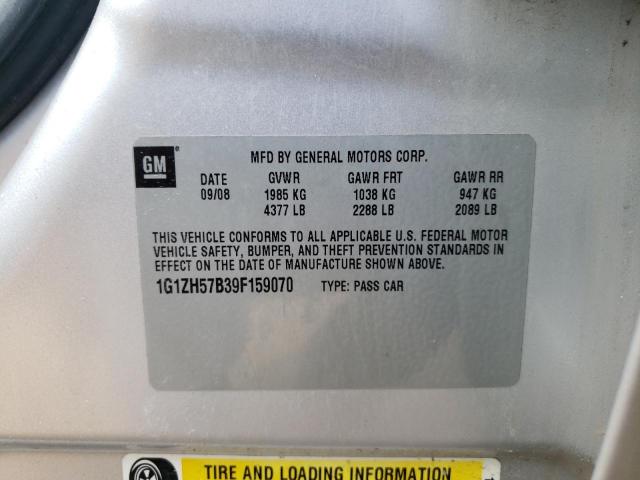 GM
MFD BY GENERAL MOTORS CORP.
DATE GVWR GAWR FRT GAWR RR
09/08 1985 KG 1038 KG 947 KG
4377 LB 2288 LB 2089 LB
THIS VEHICLE CONFORMS TO ALL APPLICABLE U.S. FEDERAL MOTOR
VEHICLE SAFETY, BUMPER, AND THEFT PREVENTION STANDARDS IN
EFFECT ON THE DATE OF MANUFACTURE SHOWN ABOVE.
1G1ZH57B39F159070 TYPE: PASS CAR
TIRE AND LOADING INFORMATION